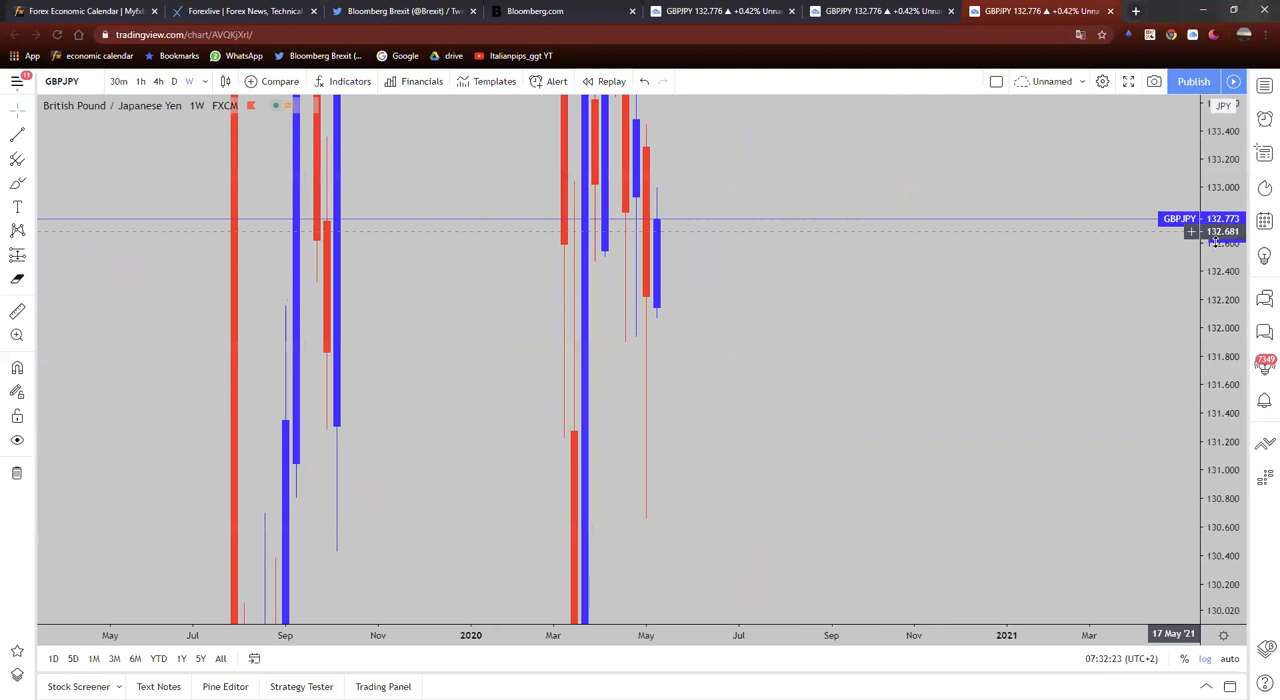 Forex Economic Calendar | Myfx
Forexlive | Forex News, Technical
Bloomberg Brexit (@Brexit) / Tw
Bloomberg.com
GBPJPY 132.776 ▲ +0.42% Unna
GBPJPY 132.776 ▲ +0.42% Unna
GBPJPY 132.776 ▲ +0.42% Unna
tradingview.com/chart/AVQKjXrI/
App
economic calendar
Bookmarks
WhatsApp
Bloomberg Brexit (...
Google
drive
Italianpips_ggt YT
11
GBPJPY
30m 1h 4h D W
Compare
Indicators
Financials
Templates
Alert
Replay
Unnamed
Publish
British Pound / Japanese Yen 1W FXCM
JPY
133.400
133.200
133.000
GBPJPY 132.773
132.681
132.400
132.200
132.000
131.800
131.600
131.400
131.200
131.000
130.800
130.600
130.400
130.200
130.020
7349
May Jul Sep Nov 2020 Mar May Jul Sep Nov 2021 Mar 17 May '21
1D 5D 1M 3M 6M YTD 1Y 5Y All
07:32:23 (UTC+2) % log auto
Stock Screener
Text Notes
Pine Editor
Strategy Tester
Trading Panel